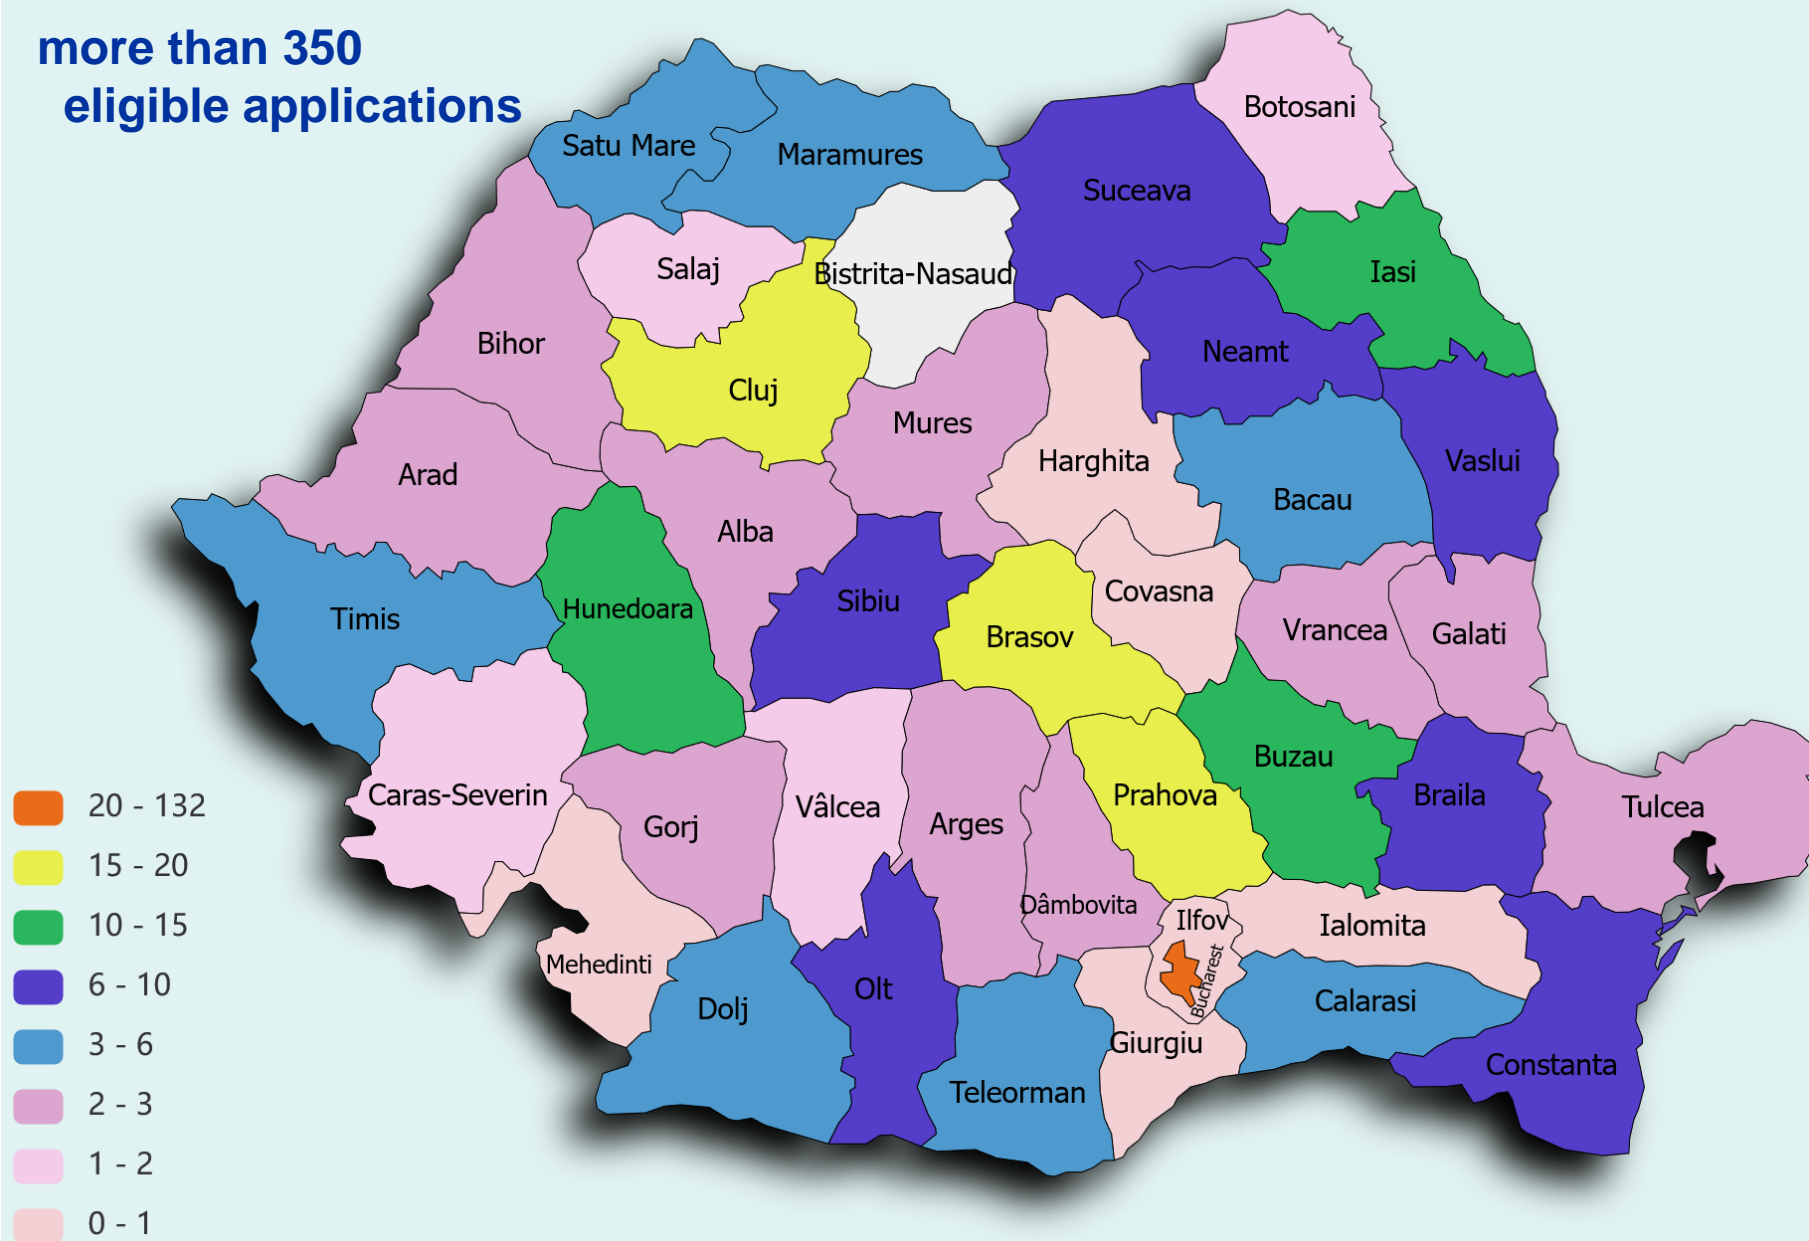 more than 350
eligible applications
Botosani
Satu Mare
Maramures
Suceava
Salaj
Bistrita-Nasaud
Iasi
Bihor
Neamt
Cluj
Mures
Harghita
Vaslui
Arad
Bacau
Alba
Timis
Hunedoara
Sibiu
Covasna
Brasov
Vrancea
Galati
Buzau
Caras-Severin
Vâlcea
Prahova
Braila
Tulcea
Gorj
Arges
Dâmbovita
Ilfov
Ialomita
Mehedinti
Bucharest
Olt
Dolj
Calarasi
Giurgiu
Constanta
Teleorman
20 - 132
15 - 20
10 - 15
6 - 10
3 - 6
2 - 3
1 - 2
0 - 1